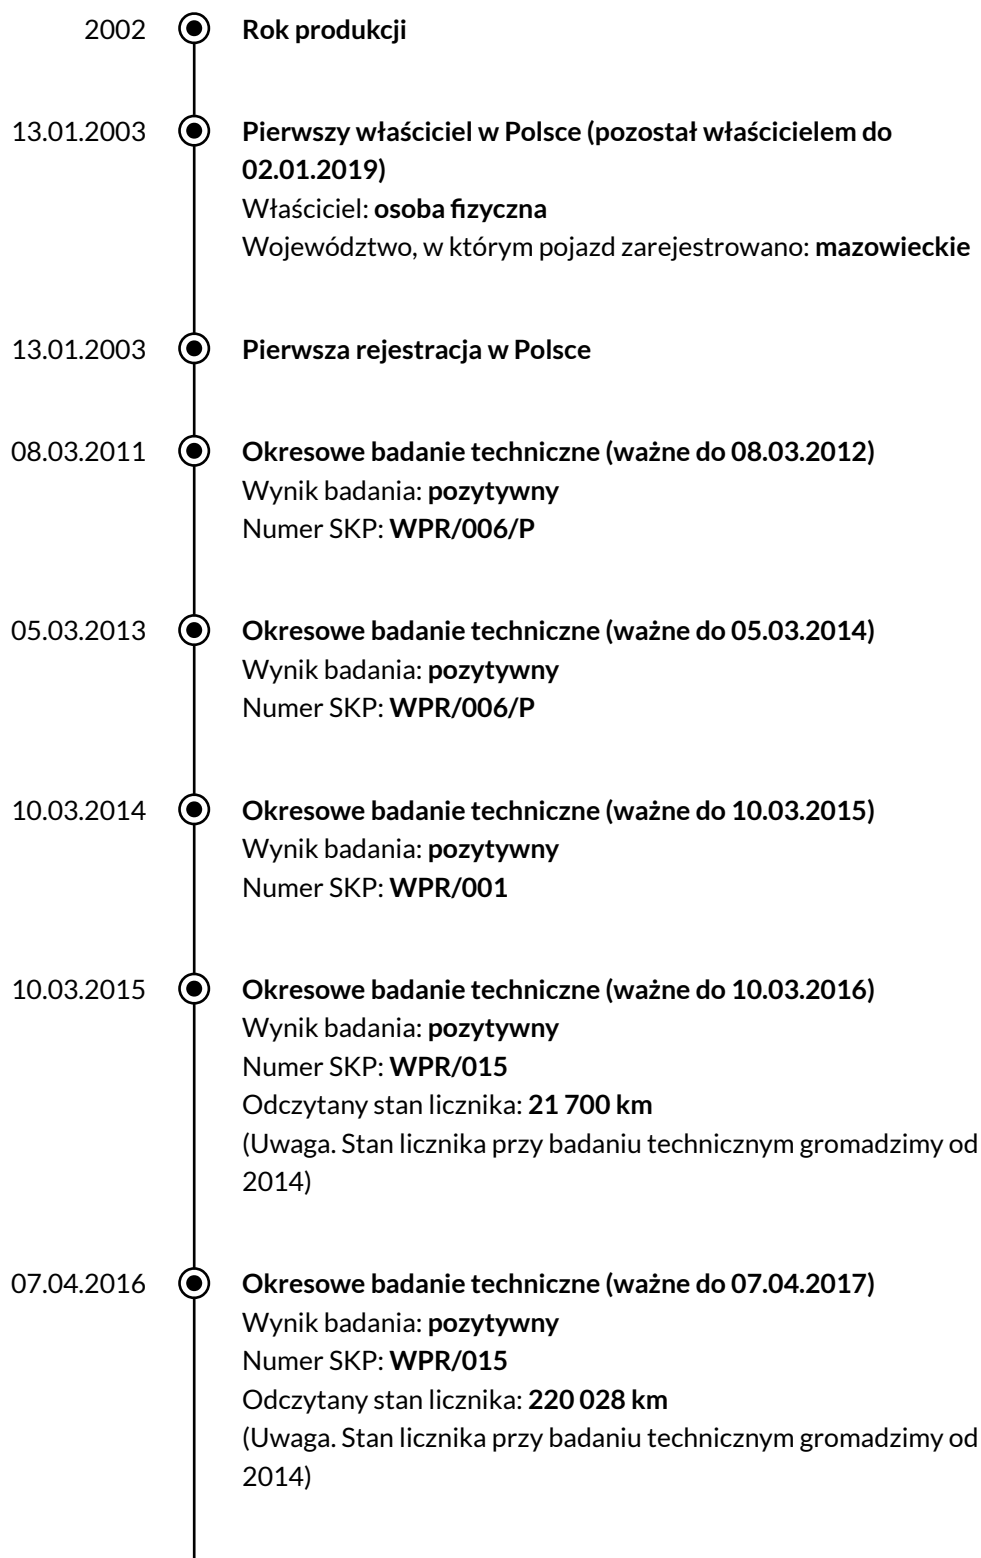 2002 Rok produkcji
13.01.2003 Pierwszy właściciel w Polsce (pozostał właścicielem do
02.01.2019)
Właściciel: osoba fizyczna
Województwo, w którym pojazd zarejestrowano: mazowieckie
13.01.2003 Pierwsza rejestracja w Polsce
08.03.2011 Okresowe badanie techniczne (ważne do 08.03.2012)
Wynik badania: pozytywny
Numer SKP: WPR/006/P
05.03.2013 Okresowe badanie techniczne (ważne do 05.03.2014)
Wynik badania: pozytywny
Numer SKP: WPR/006/P
10.03.2014 Okresowe badanie techniczne (ważne do 10.03.2015)
Wynik badania: pozytywny
Numer SKP: WPR/001
10.03.2015 Okresowe badanie techniczne (ważne do 10.03.2016)
Wynik badania: pozytywny
Numer SKP: WPR/015
Odczytany stan licznika: 21 700 km
(Uwaga. Stan licznika przy badaniu technicznym gromadzimy od
2014)
07.04.2016 Okresowe badanie techniczne (ważne do 07.04.2017)
Wynik badania: pozytywny
Numer SKP: WPR/015
Odczytany stan licznika: 220 028 km
(Uwaga. Stan licznika przy badaniu technicznym gromadzimy od
2014)